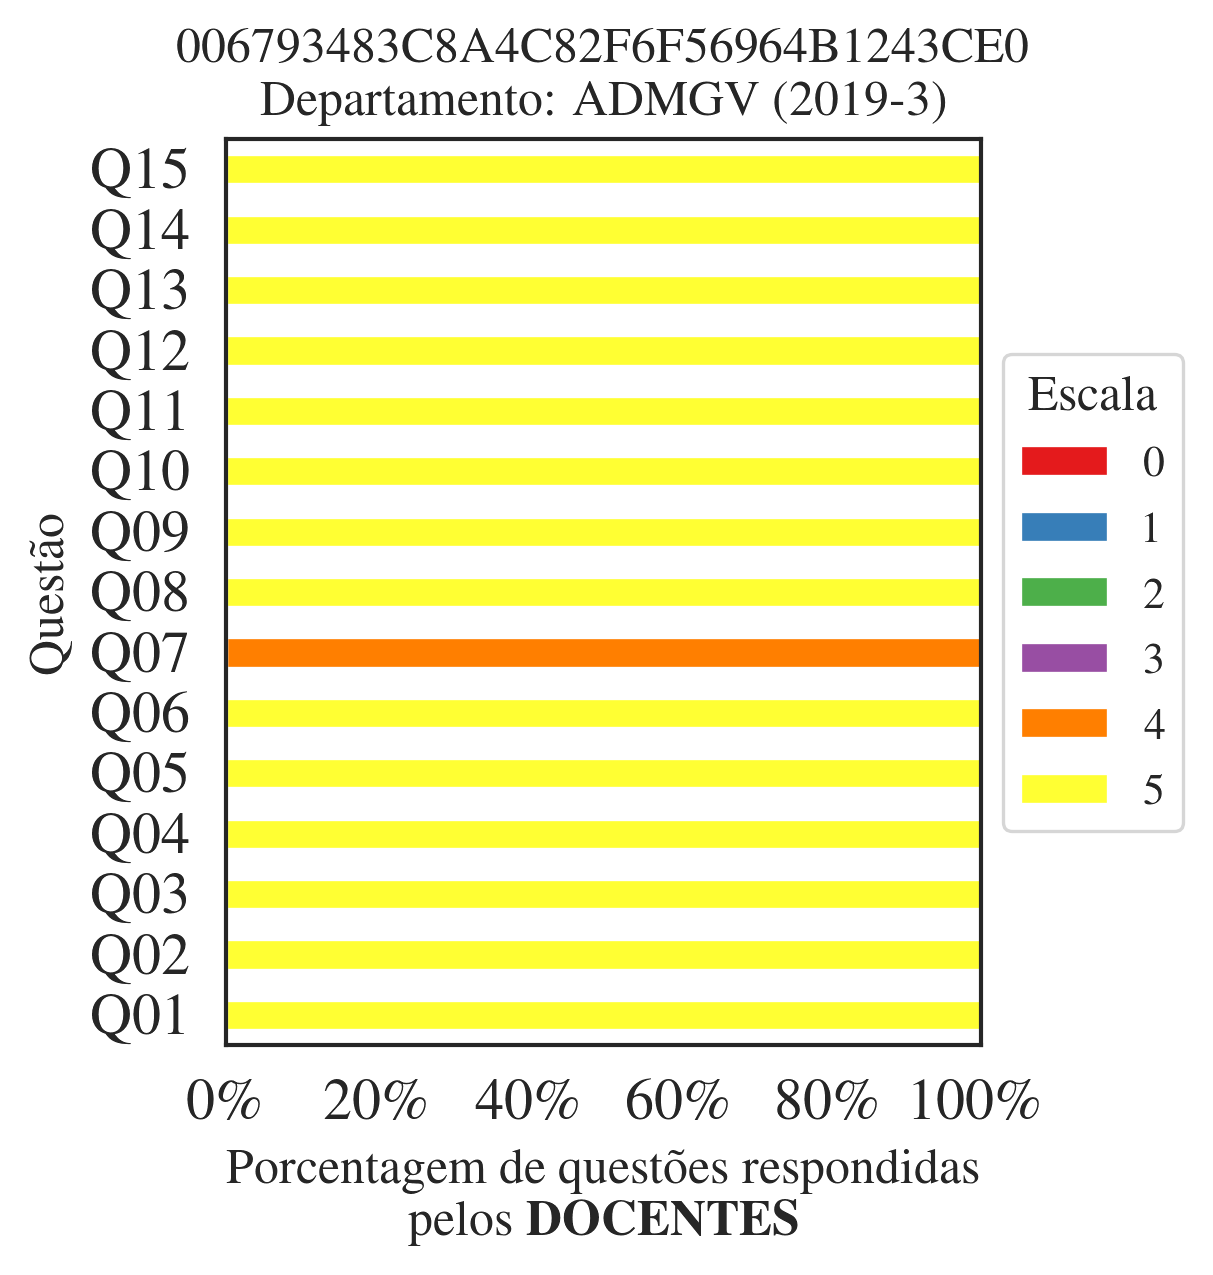 006793483C8A4C82F6F56964B1243CE0
Departamento: ADMGV (2019-3)
Q15
Q14
Q13
Q12
Q11
Q10
Q09
Q08
Q07
Q06
Q05
Q04
Q03
Q02
Q01
Questão
0% 20% 40% 60% 80% 100%
Porcentagem de questões respondidas
pelos DOCENTES
Escala
0
1
2
3
4
5